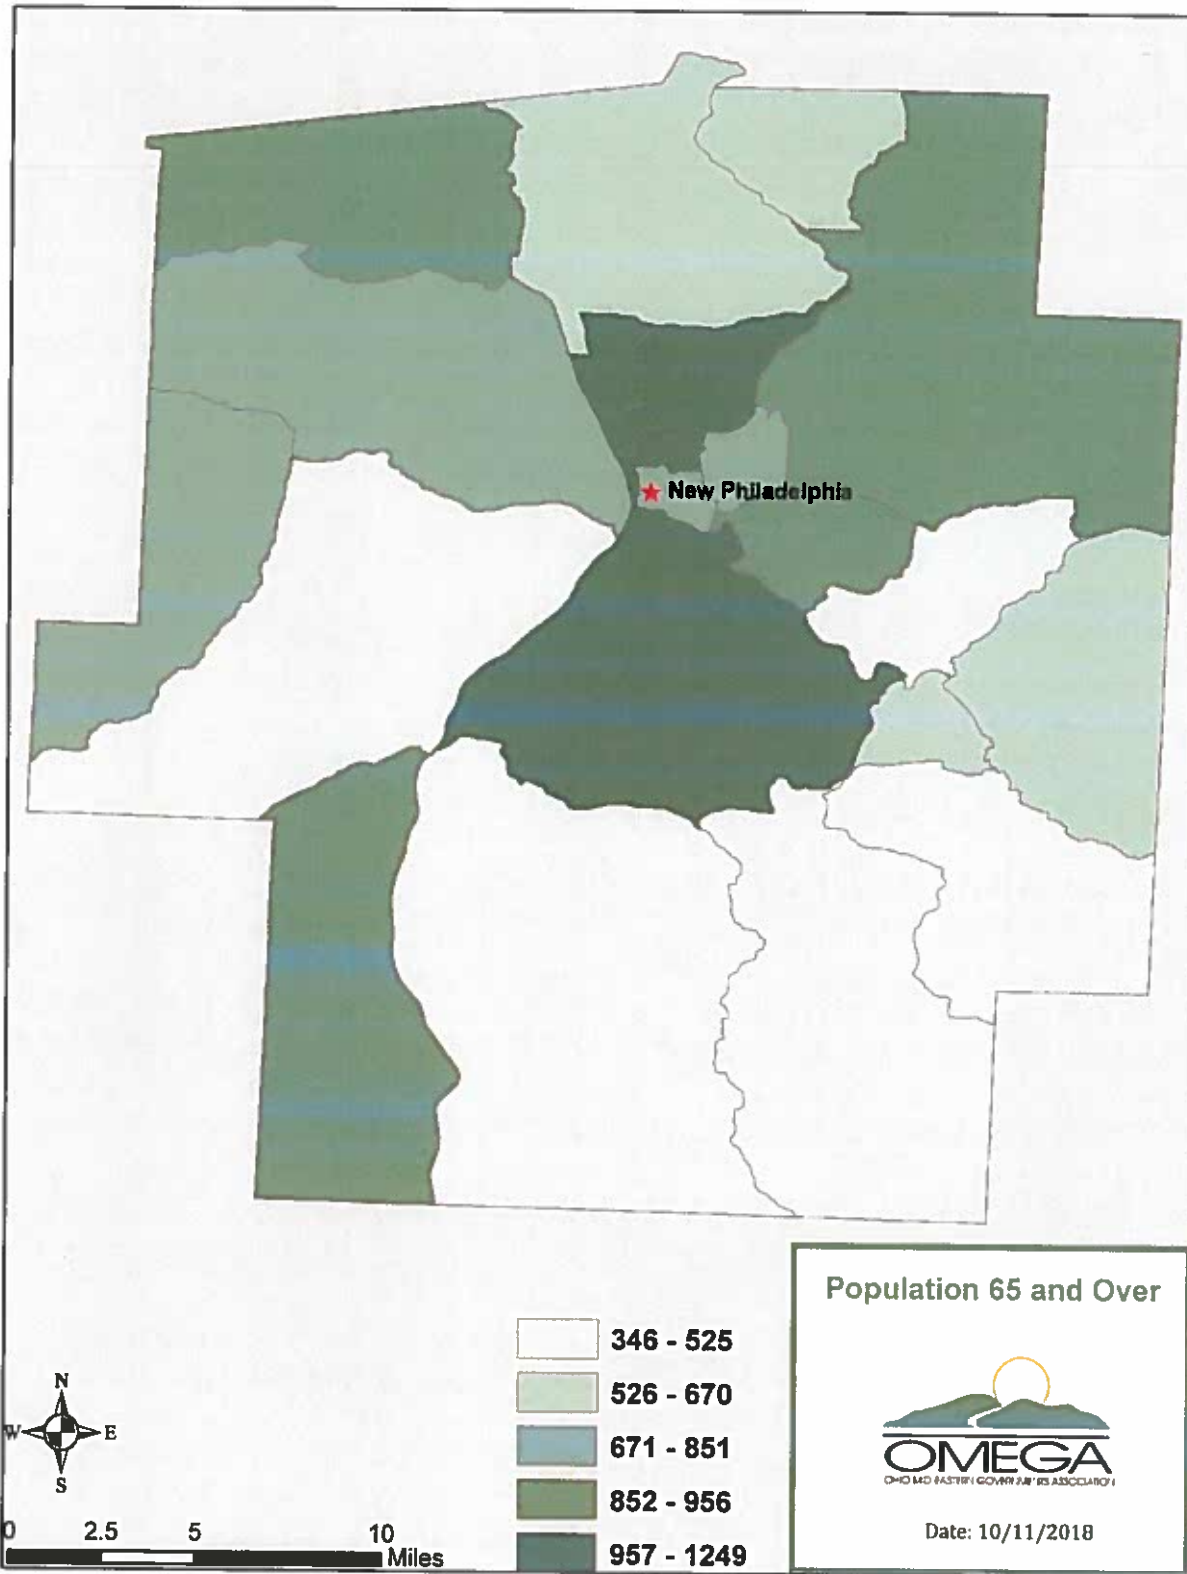 New Philadelphia
Population 65 and Over
346 - 525
526 - 670
671 - 851
852 - 956
957 - 1249
N
W
E
S
0 2.5 5 10
Miles
OMEGA
Date: 10/11/2018